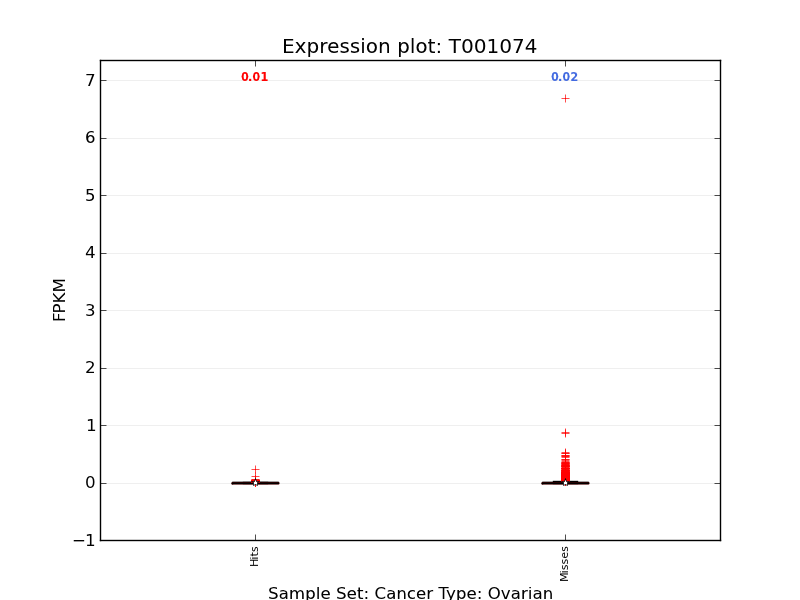 Expression plot: T001074
0.01
0.02
7
6
5
4
3
2
1
0
−1
FPKM
Hits
Misses
Sample Set: Cancer Type: Ovarian